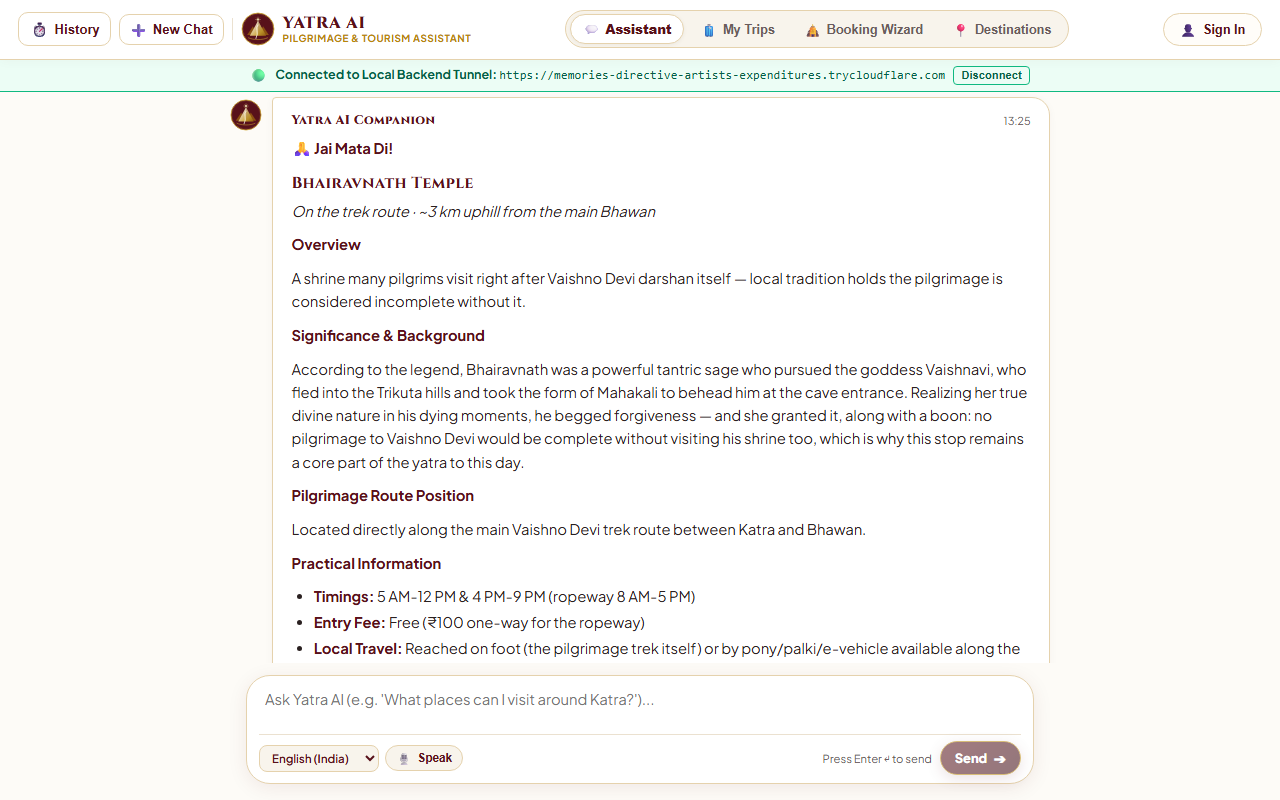 History
New Chat
YATRA AI
PILGRIMAGE & TOURISM ASSISTANT
Assistant
My Trips
Booking Wizard
Destinations
Sign In
Connected to Local Backend Tunnel: https://memories-directive-artists-expenditures.trycloudflare.com
Disconnect
Yatra AI Companion
13:25
🙏 Jai Mata Di!
Bhairavnath Temple
On the trek route · ~3 km uphill from the main Bhawan
Overview
A shrine many pilgrims visit right after Vaishno Devi darshan itself — local tradition holds the pilgrimage is
considered incomplete without it.
Significance & Background
According to the legend, Bhairavnath was a powerful tantric sage who pursued the goddess Vaishnavi, who
fled into the Trikuta hills and took the form of Mahakali to behead him at the cave entrance. Realizing her true
divine nature in his dying moments, he begged forgiveness — and she granted it, along with a boon: no
pilgrimage to Vaishno Devi would be complete without visiting his shrine too, which is why this stop remains
a core part of the yatra to this day.
Pilgrimage Route Position
Located directly along the main Vaishno Devi trek route between Katra and Bhawan.
Practical Information
• Timings: 5 AM-12 PM & 4 PM-9 PM (ropeway 8 AM-5 PM)
• Entry Fee: Free (₹100 one-way for the ropeway)
• Local Travel: Reached on foot (the pilgrimage trek itself) or by pony/palki/e-vehicle available along the
Ask Yatra AI (e.g. 'What places can I visit around Katra?')...
English (India)
Speak
Press Enter ↵ to send
Send ➔